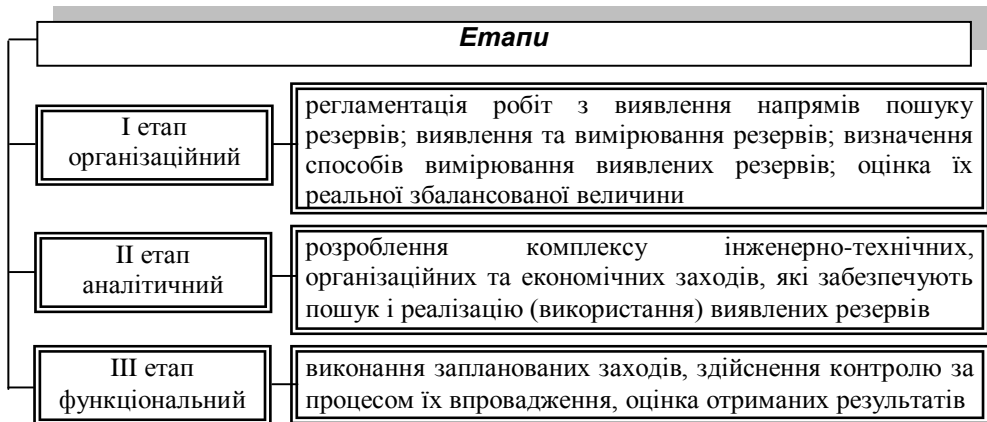 Етапи
І етап
організаційний
регламентація робіт з виявлення напрямів пошуку
резервів; виявлення та вимірювання резервів; визначення
способів вимірювання виявлених резервів; оцінка їх
реальної збалансованої величини
ІІ етап
аналітичний
розроблення комплексу інженерно-технічних,
організаційних та економічних заходів, які забезпечують
пошук і реалізацію (використання) виявлених резервів
ІІІ етап
функціональний
виконання запланованих заходів, здійснення контролю за
процесом їх впровадження, оцінка отриманих результатів